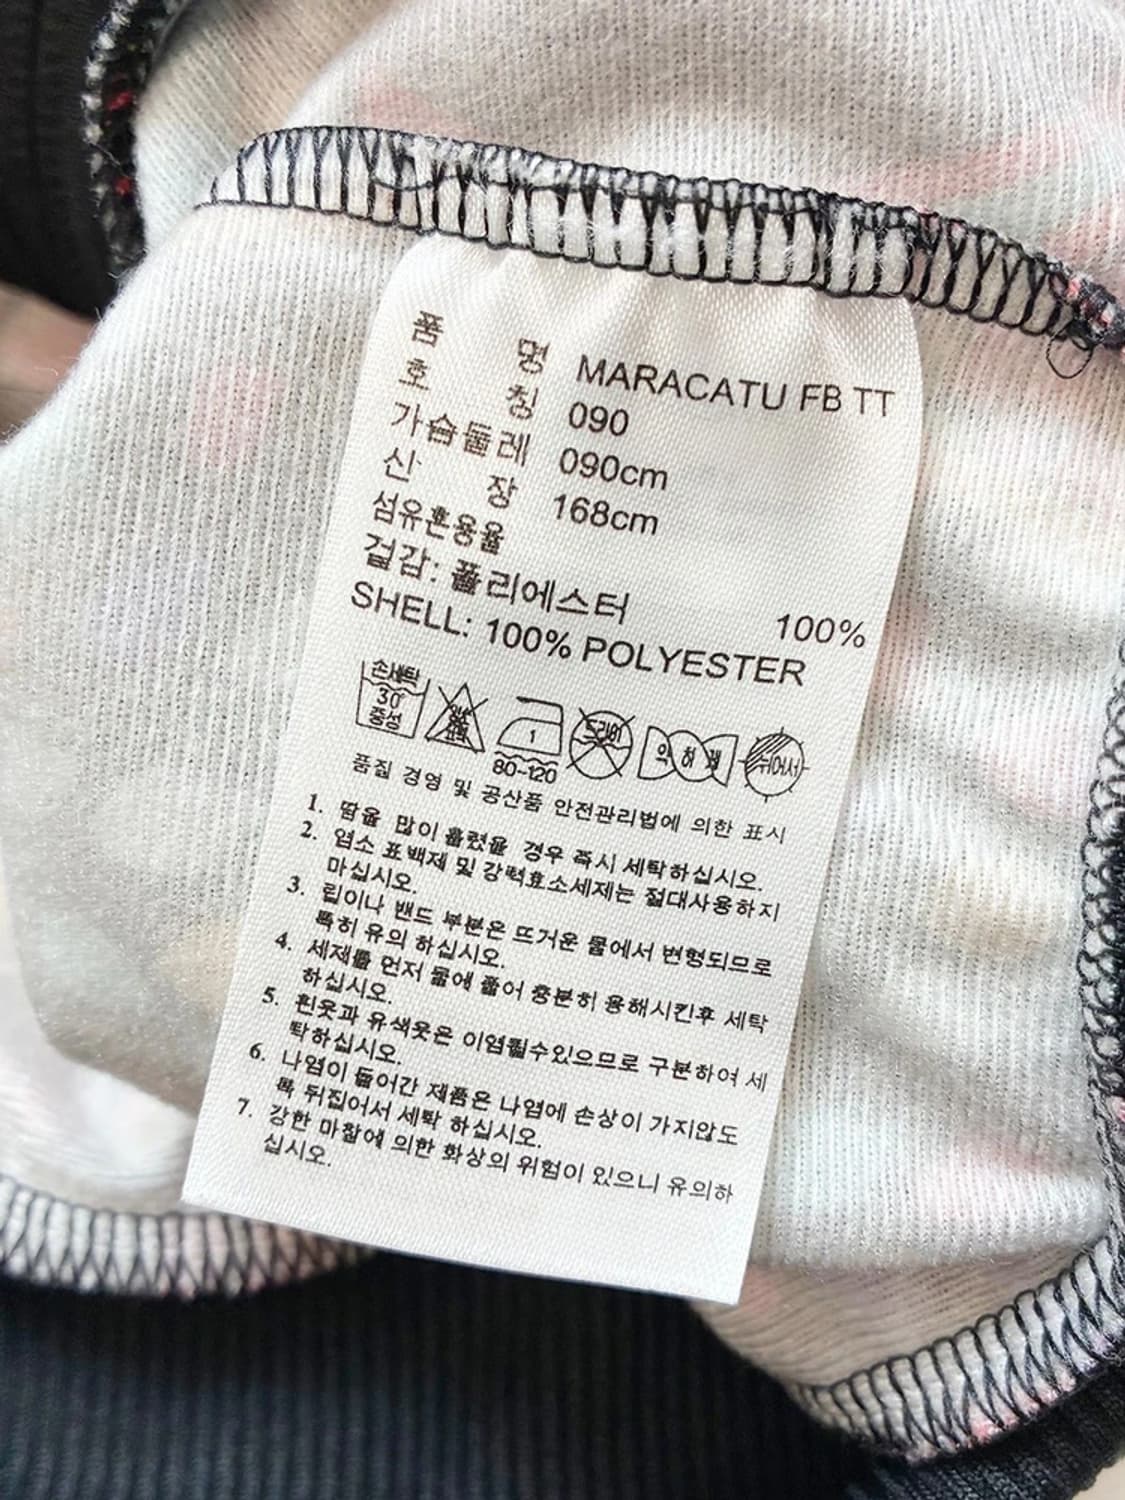 품 명 MARACATU FB TT
호 칭 090
가슴둘레 090cm
신 장 168cm
섬유혼용율
겉감: 폴리에스터 100%
SHELL: 100% POLYESTER
손세탁 30° 중성 염소표백 1 80~120 드라이 약하게 뉘어서
품질 경영 및 공산품 안전관리법에 의한 표시
1. 땀을 많이 흘렸을 경우 즉시 세탁하십시오.
2. 염소 표백제 및 강력효소세제는 절대사용하지
마십시오.
3. 립이나 밴드 부분은 뜨거운 물에서 변형되므로
특히 유의 하십시오.
4. 세제를 먼저 물에 풀어 충분히 용해시킨후 세탁
하십시오.
5. 흰옷과 유색옷은 이염될수있으므로 구분하여 세
탁하십시오.
6. 나염이 들어간 제품은 나염에 손상이 가지않도
록 뒤집어서 세탁 하십시오.
7. 강한 마찰에 의한 화상의 위험이 있으니 유의하
십시오.